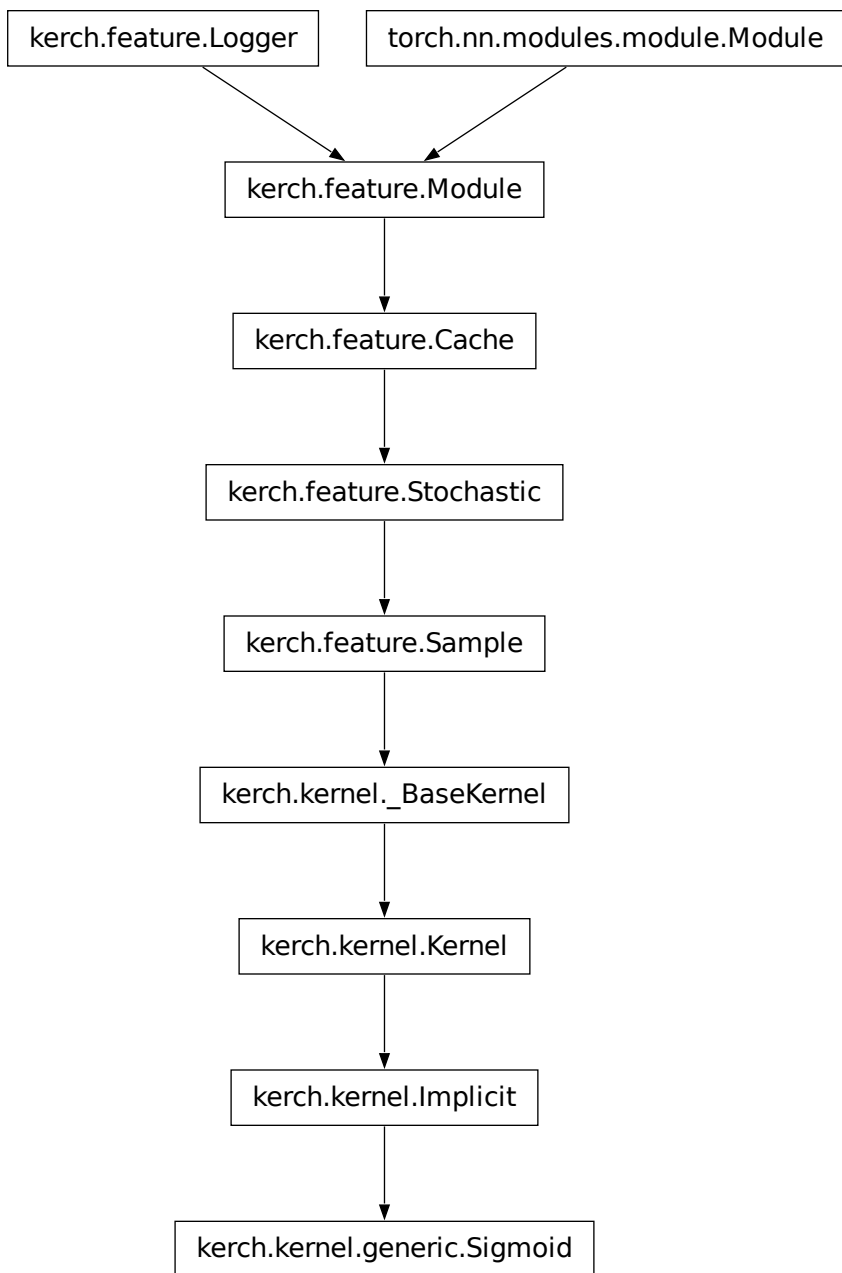 kerch.feature.Logger
torch.nn.modules.module.Module
kerch.feature.Module
kerch.feature.Cache
kerch.feature.Stochastic
kerch.feature.Sample
kerch.kernel._BaseKernel
kerch.kernel.Kernel
kerch.kernel.Implicit
kerch.kernel.generic.Sigmoid